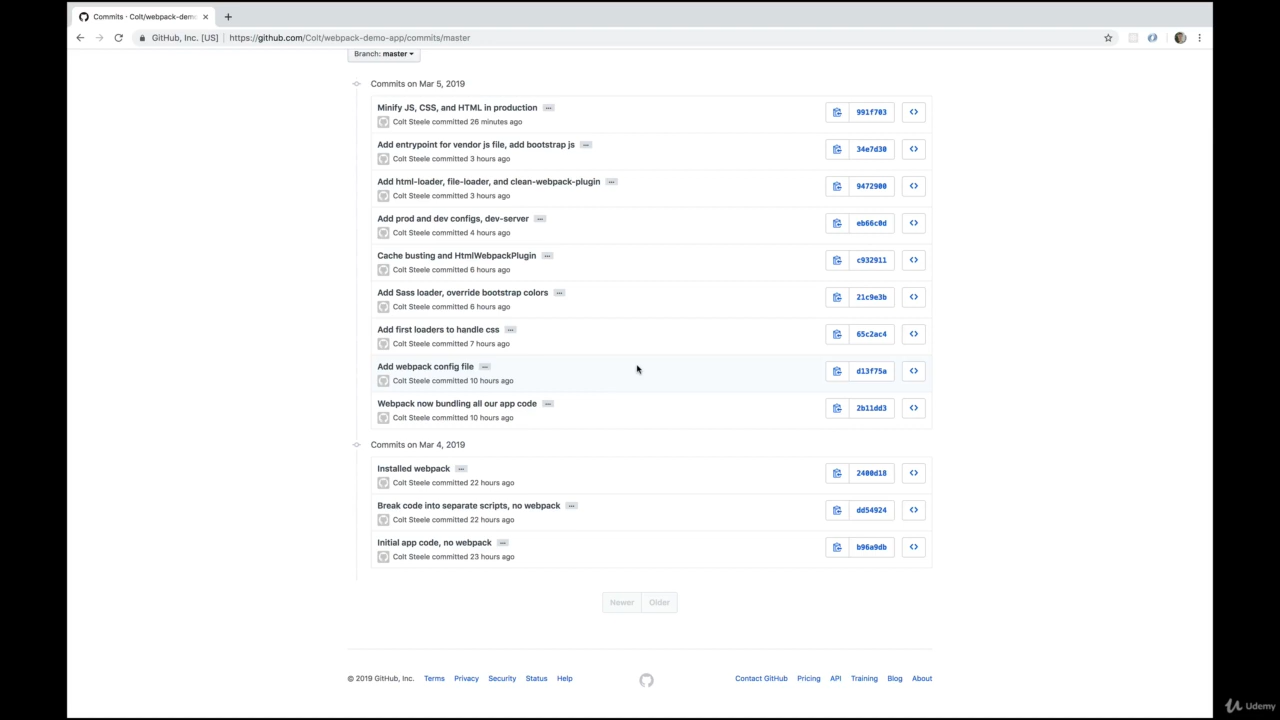 Commits · Colt/webpack-demo
GitHub, Inc. [US] https://github.com/Colt/webpack-demo-app/commits/master
Branch: master
Commits on Mar 5, 2019
Minify JS, CSS, and HTML in production
Colt Steele committed 26 minutes ago
991f703
Add entrypoint for vendor js file, add bootstrap js
Colt Steele committed 3 hours ago
34e7d30
Add html-loader, file-loader, and clean-webpack-plugin
Colt Steele committed 3 hours ago
9472900
Add prod and dev configs, dev-server
Colt Steele committed 4 hours ago
eb66c0d
Cache busting and HtmlWebpackPlugin
Colt Steele committed 6 hours ago
c932911
Add Sass loader, override bootstrap colors
Colt Steele committed 6 hours ago
21c9e3b
Add first loaders to handle css
Colt Steele committed 7 hours ago
65c2ac4
Add webpack config file
Colt Steele committed 10 hours ago
d13f75a
Webpack now bundling all our app code
Colt Steele committed 10 hours ago
2b11dd3
Commits on Mar 4, 2019
Installed webpack
Colt Steele committed 22 hours ago
2400d18
Break code into separate scripts, no webpack
Colt Steele committed 22 hours ago
dd54924
Initial app code, no webpack
Colt Steele committed 23 hours ago
b96a9db
Newer Older
© 2019 GitHub, Inc. Terms Privacy Security Status Help
Contact GitHub Pricing API Training Blog About
Udemy